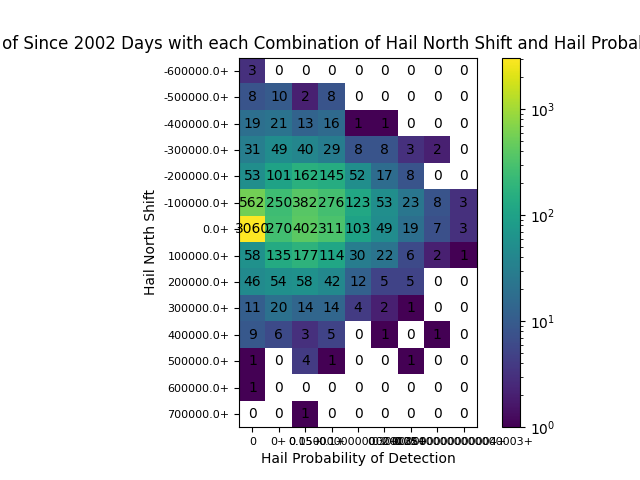 of Since 2002 Days with each Combination of Hail North Shift and Hail Probab
Hail North Shift
-600000.0+ 3 0 0 0 0 0 0 0 0
-500000.0+ 8 10 2 8 0 0 0 0 0
-400000.0+ 19 21 13 16 1 1 0 0 0
-300000.0+ 31 49 40 29 8 8 3 2 0
-200000.0+ 53 101 162 145 52 17 8 0 0
-100000.0+ 562 250 382 276 123 53 23 8 3
0.0+ 3060 270 402 311 103 49 19 7 3
100000.0+ 58 135 177 114 30 22 6 2 1
200000.0+ 46 54 58 42 12 5 5 0 0
300000.0+ 11 20 14 14 4 2 1 0 0
400000.0+ 9 6 3 5 0 1 0 1 0
500000.0+ 1 0 4 1 0 0 1 0 0
600000.0+ 1 0 0 0 0 0 0 0 0
700000.0+ 0 0 1 0 0 0 0 0 0
0 0+
Hail Probability of Detection
10³
10²
10¹
10⁰